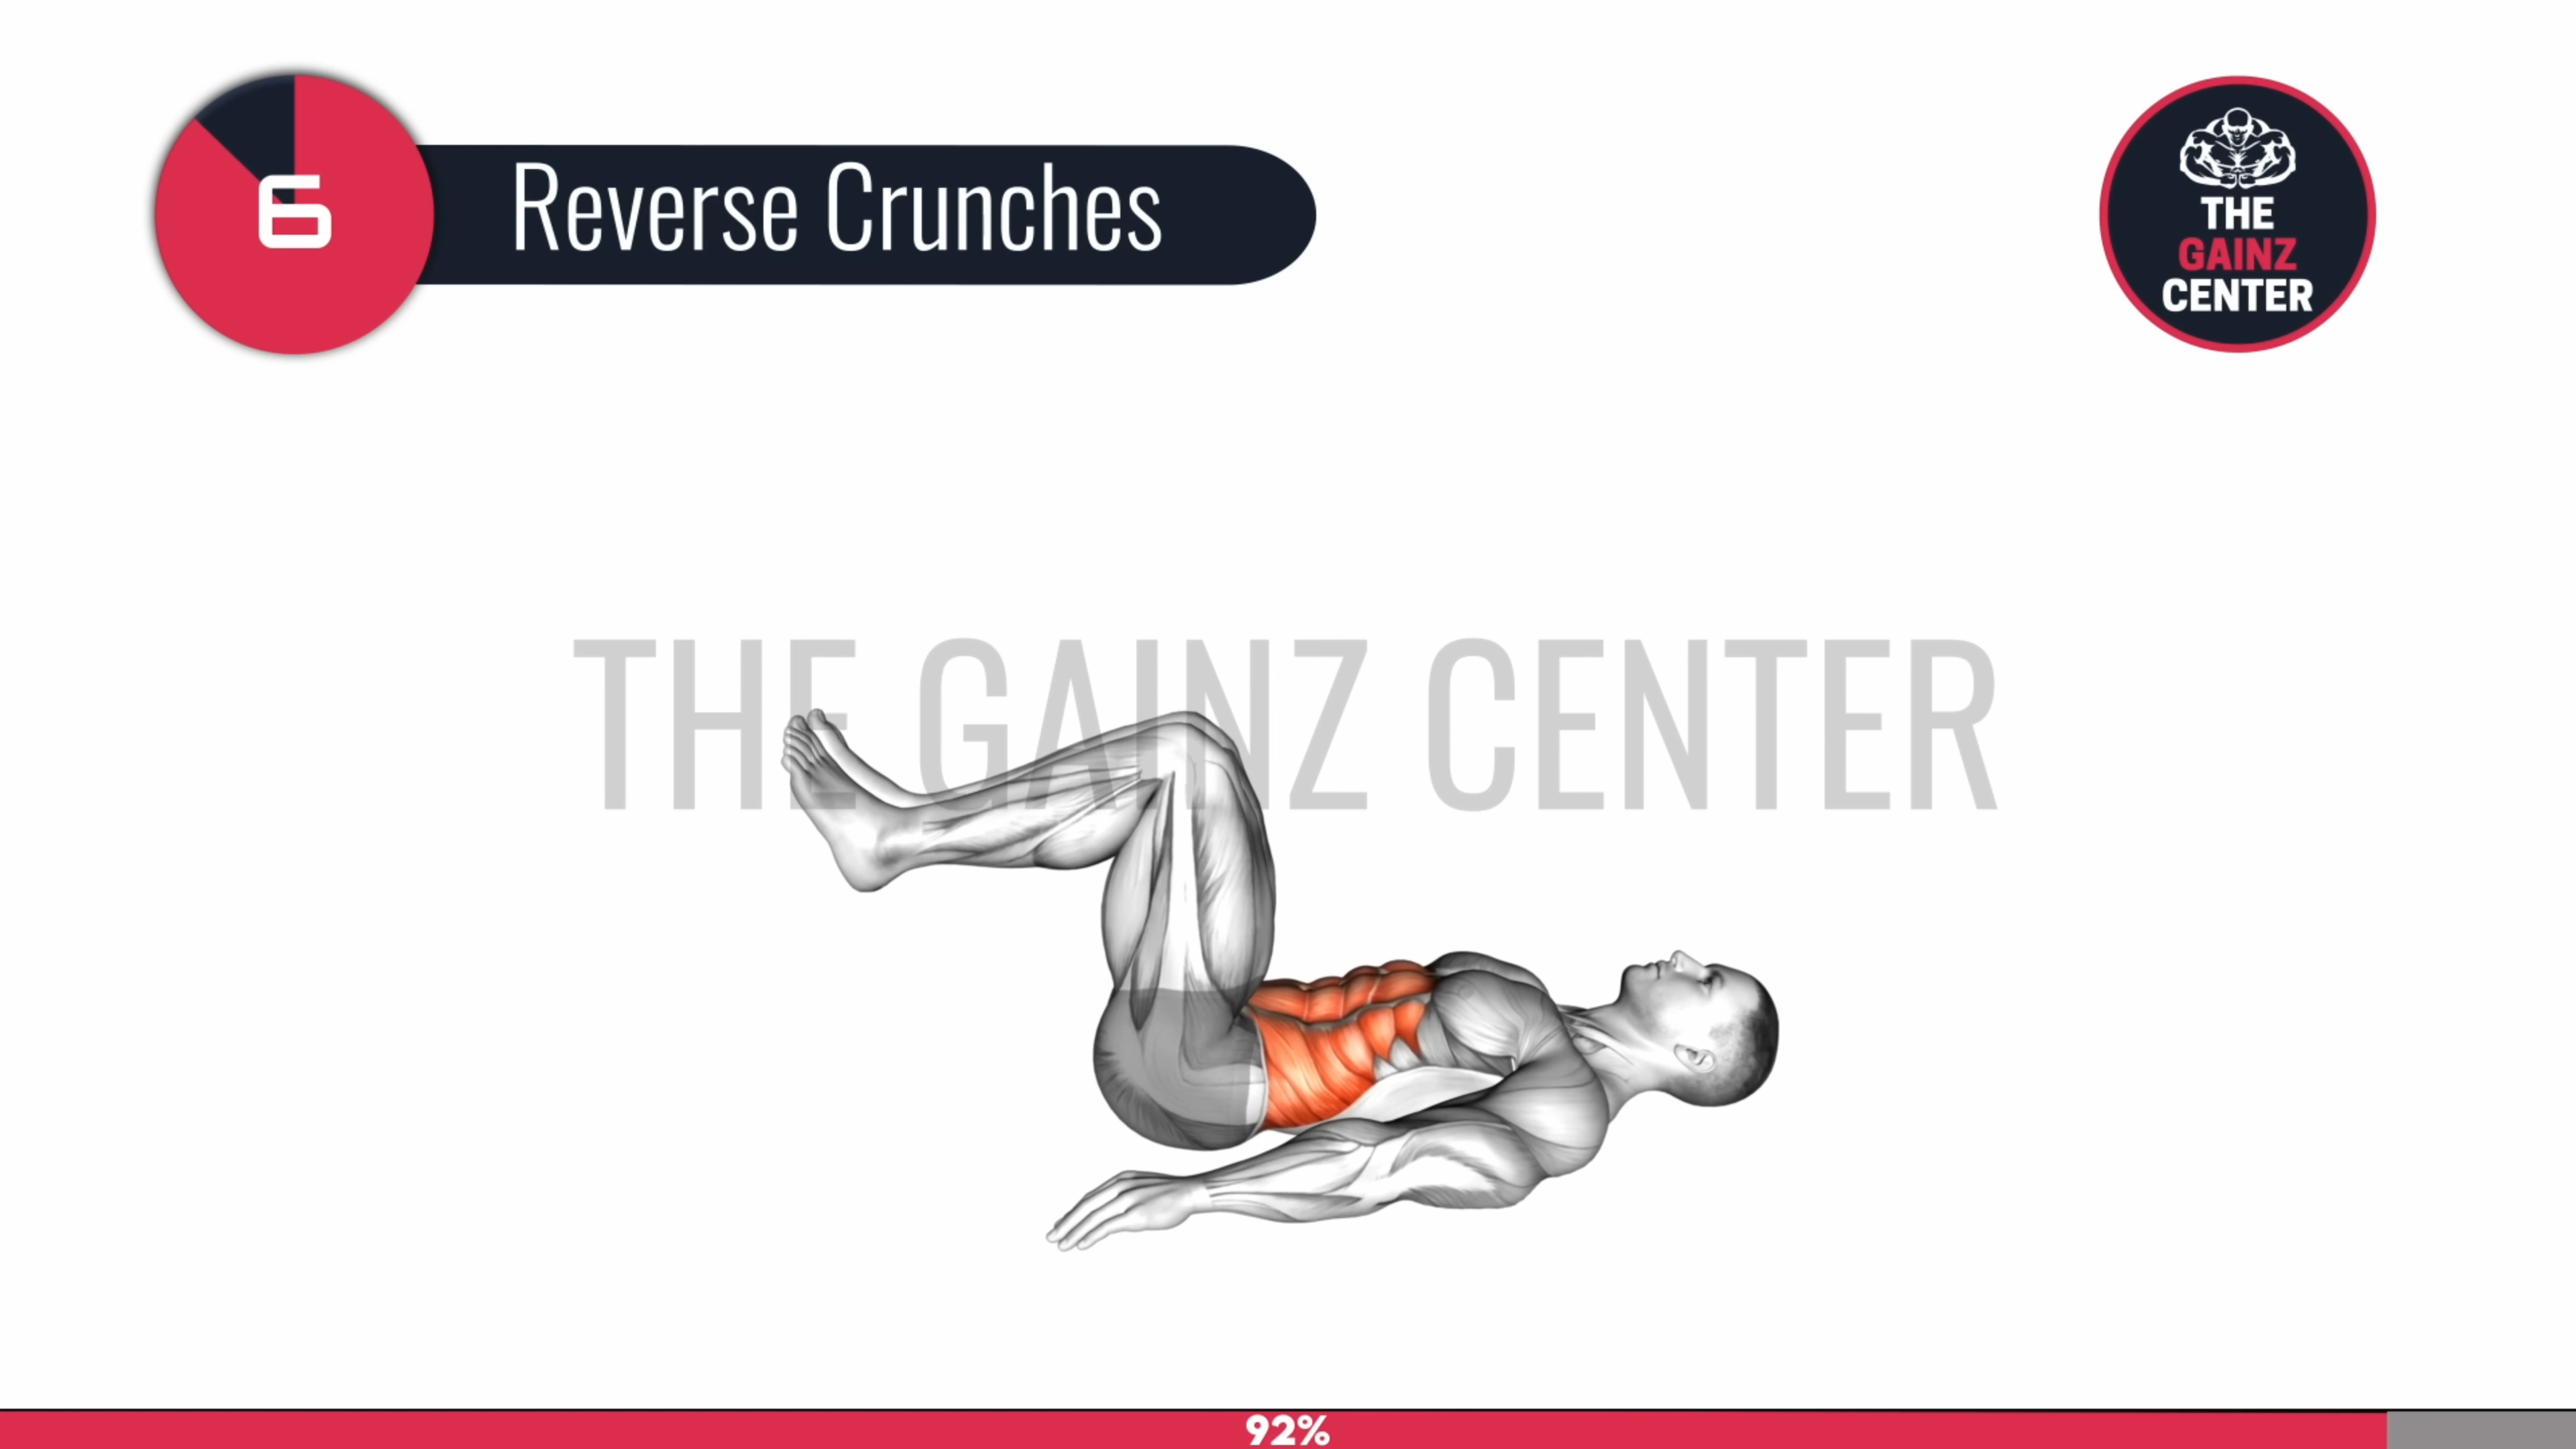 6
Reverse Crunches
THE
GAINZ
CENTER
THE GAINZ CENTER
92%